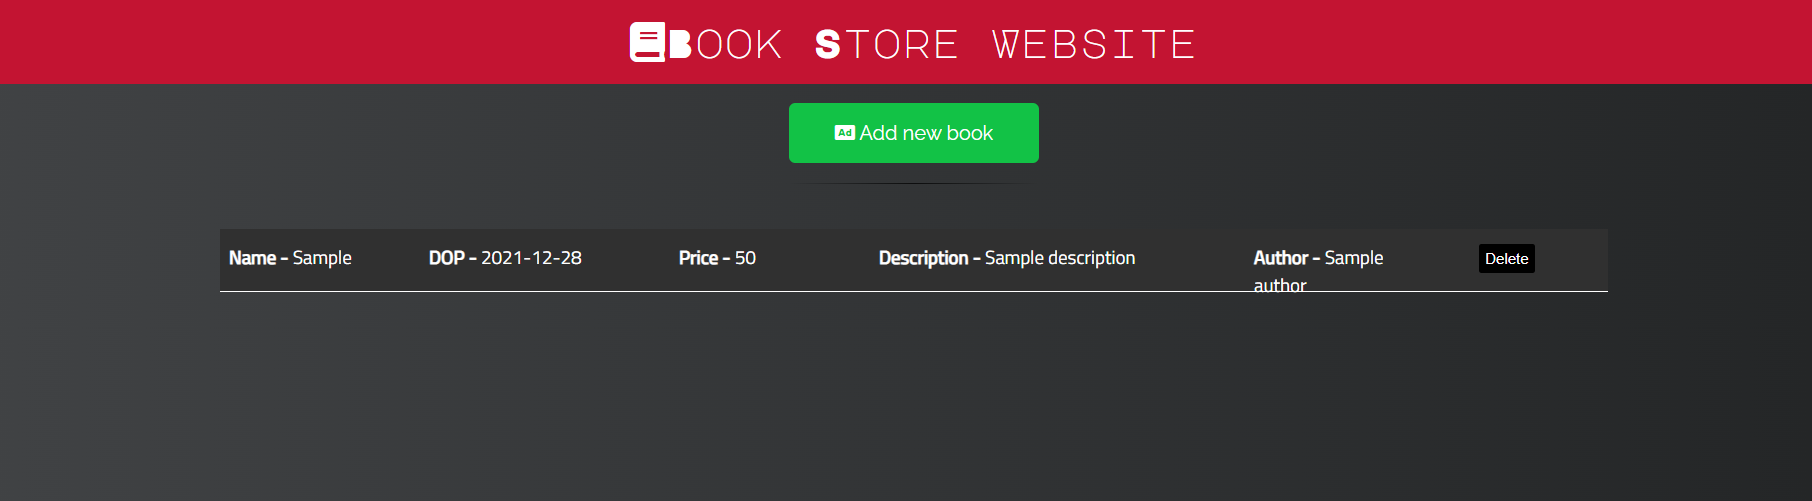 Book Store Website
Ad Add new book
Name - Sample DOP - 2021-12-28 Price - 50 Description - Sample description Author - Sample Delete
author